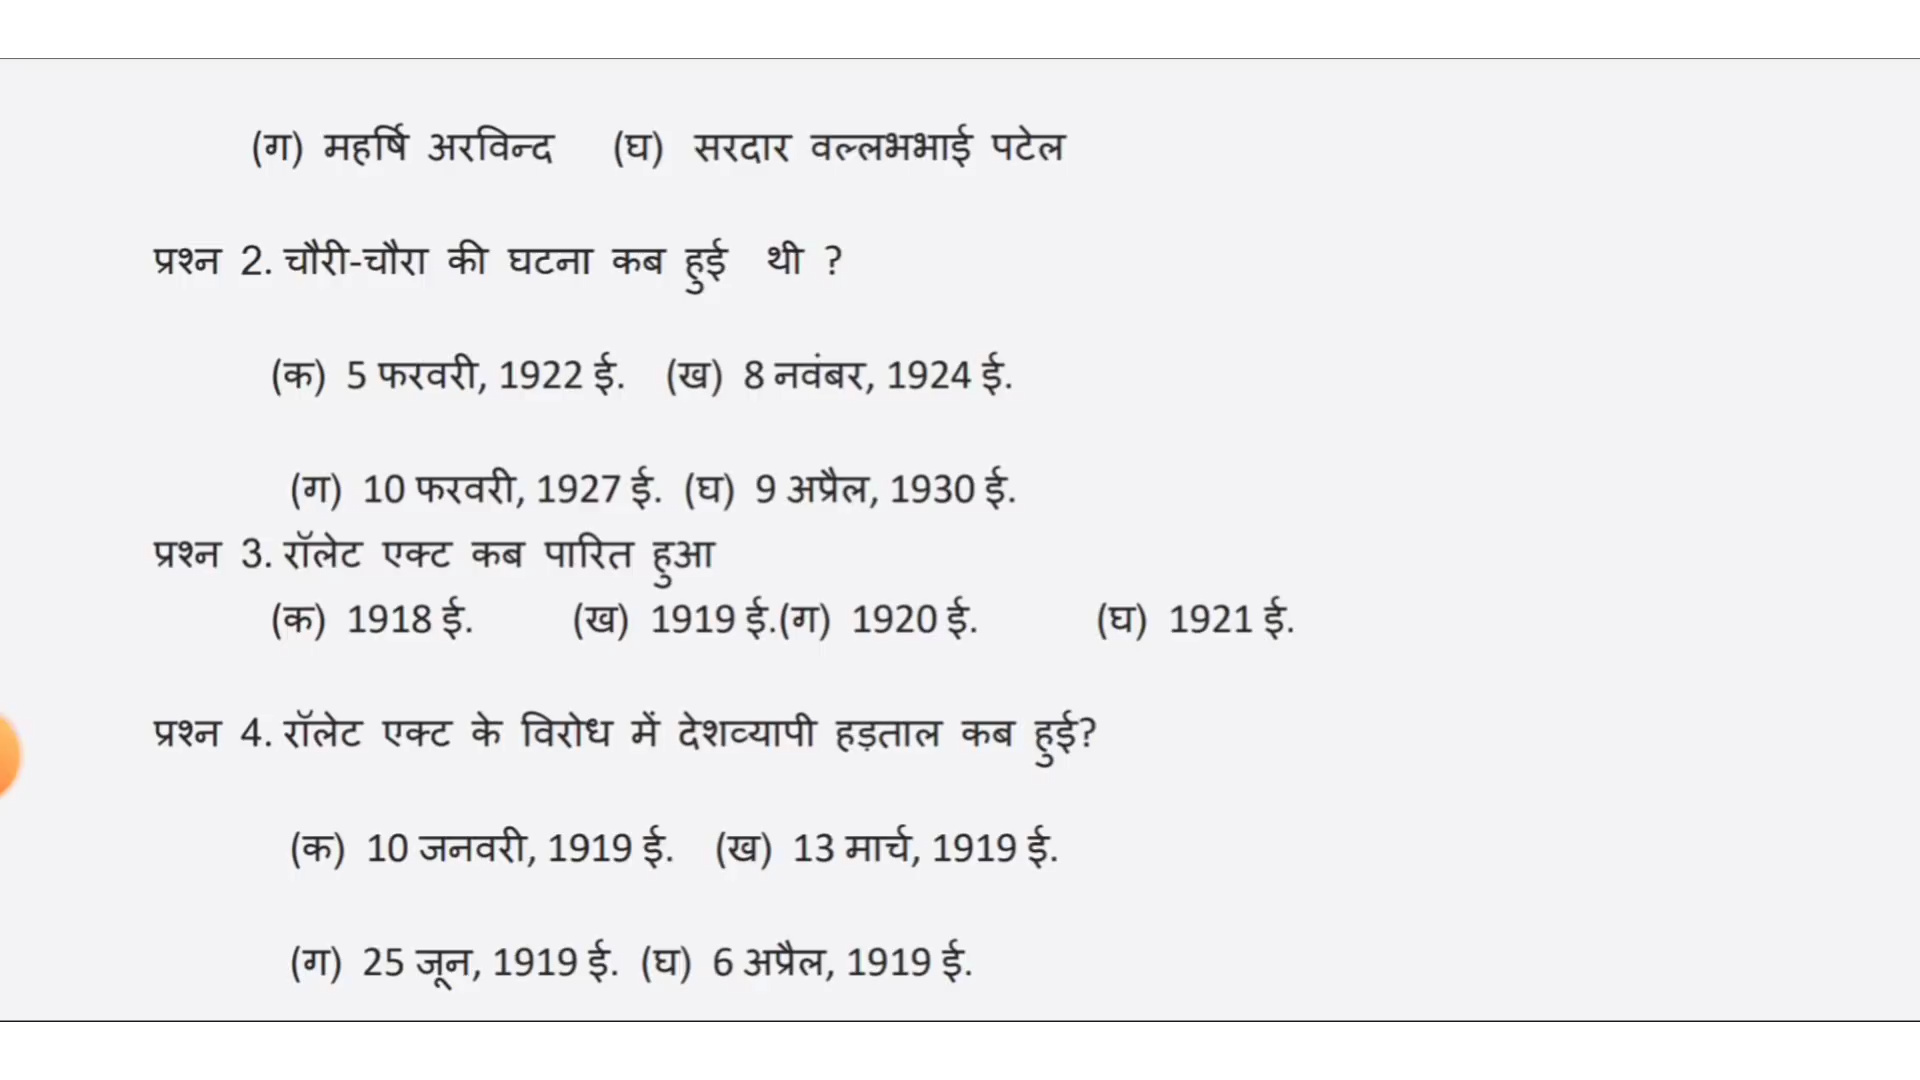 (ग) महर्षि अरविन्द (घ) सरदार वल्लभभाई पटेल
प्रश्न 2. चौरी-चौरा की घटना कब हुई थी ?
(क) 5 फरवरी, 1922 ई. (ख) 8 नवंबर, 1924 ई.
(ग) 10 फरवरी, 1927 ई. (घ) 9 अप्रैल, 1930 ई.
प्रश्न 3. रॉलेट एक्ट कब पारित हुआ
(क) 1918 ई. (ख) 1919 ई.(ग) 1920 ई. (घ) 1921 ई.
प्रश्न 4. रॉलेट एक्ट के विरोध में देशव्यापी हड़ताल कब हुई?
(क) 10 जनवरी, 1919 ई. (ख) 13 मार्च, 1919 ई.
(ग) 25 जून, 1919 ई. (घ) 6 अप्रैल, 1919 ई.